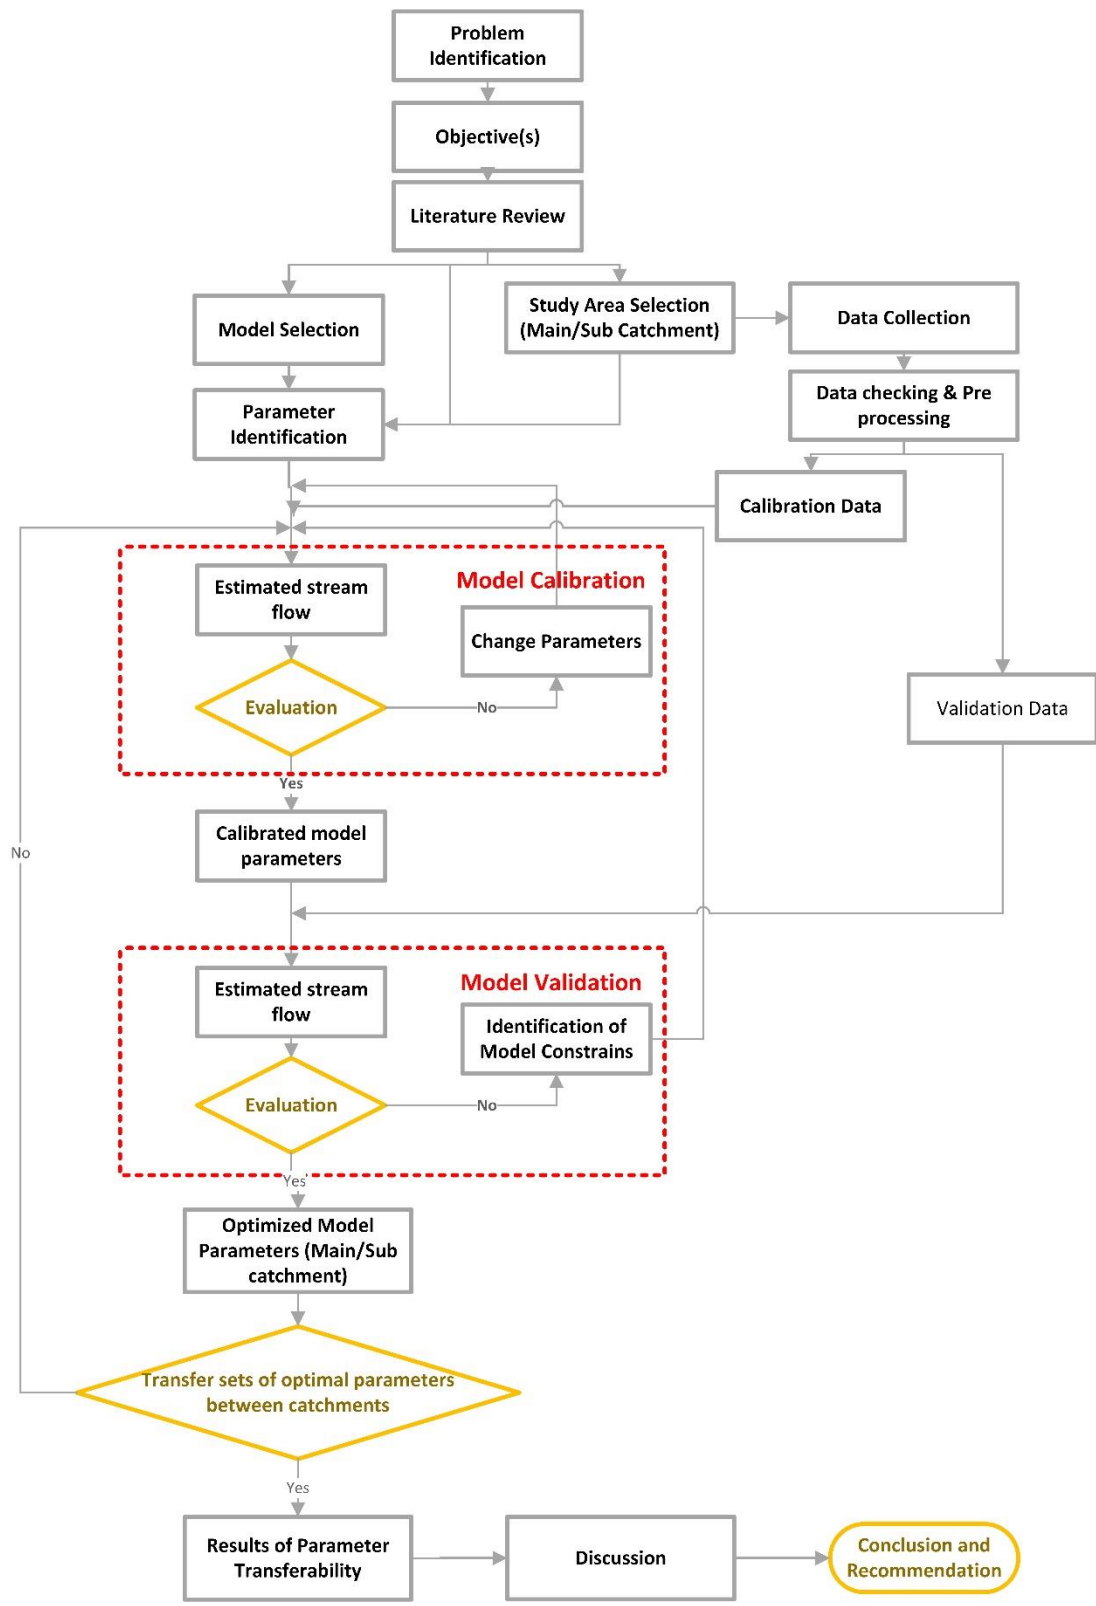 Problem
Identification
Objective(s)
Literature Review
Model Selection
Study Area Selection
(Main/Sub Catchment)
Data Collection
Parameter
Identification
Data checking & Pre
processing
Calibration Data
Model Calibration
Estimated stream
flow
Change Parameters
Evaluation
No
Validation Data
Yes
Calibrated model
parameters
No
Model Validation
Estimated stream
flow
Identification of
Model Constrains
Evaluation
No
Yes
Optimized Model
Parameters (Main/Sub
catchment)
Transfer sets of optimal parameters
between catchments
Yes
Results of Parameter
Transferability
Discussion
Conclusion and
Recommendation